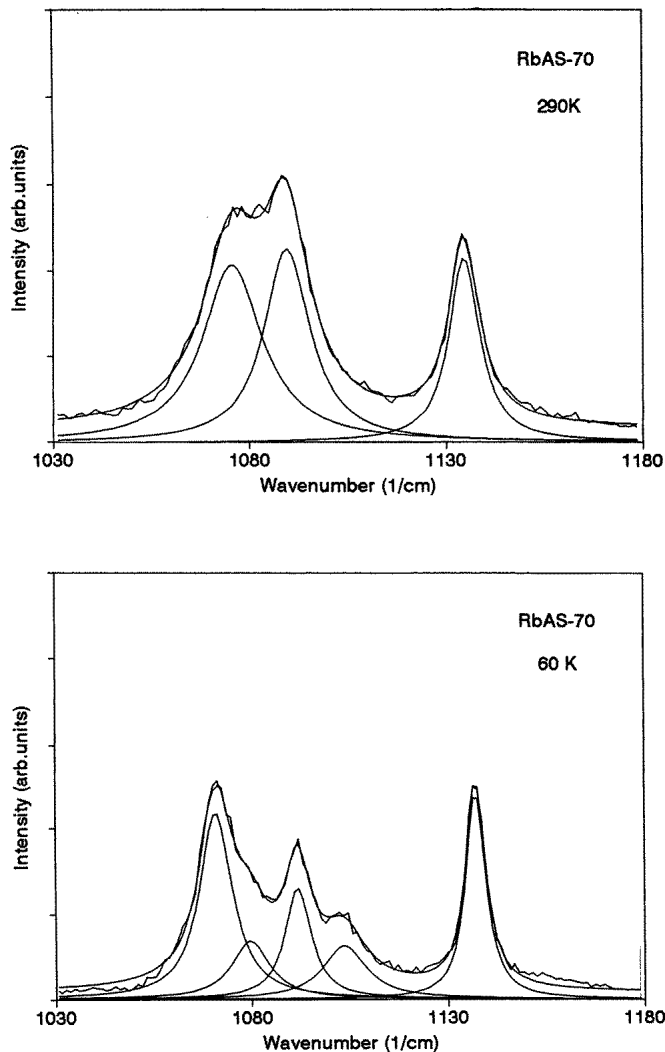 RbAS-70
290K
Intensity (arb.units)
1030 1080 1130 1180
Wavenumber (1/cm)
RbAS-70
60 K
Intensity (arb.units)
1030 1080 1130 1180
Wavenumber (1/cm)